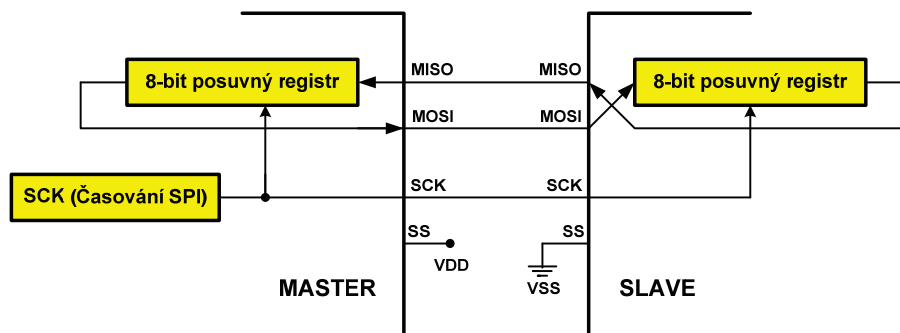 MISO MISO
8-bit posuvný registr 8-bit posuvný registr
MOSI MOSI
SCK (Časování SPI) SCK SCK
SS SS
VDD
VSS
MASTER SLAVE